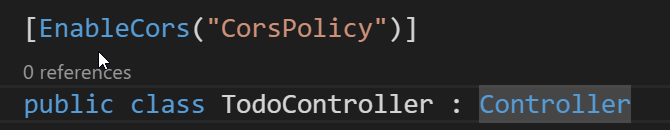 [EnableCors("CorsPolicy")]
0 references
public class TodoController : Controller